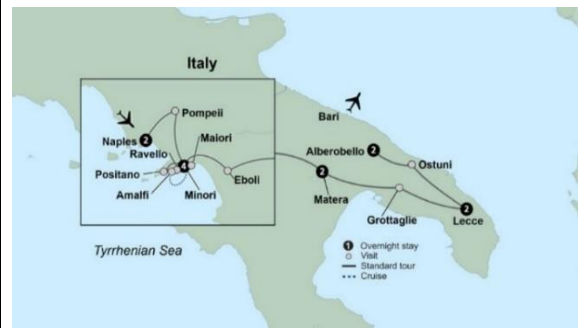 Italy
Pompeii
Bari
Naples 2
Maiori
Ravello
4
Alberobello 2
Ostuni
Positano
Eboli
2
Amalfi
Minori
Matera
2
Grottaglie
Lecce
Tyrrhenian Sea
1 Overnight stay
Visit
Standard tour
Cruise